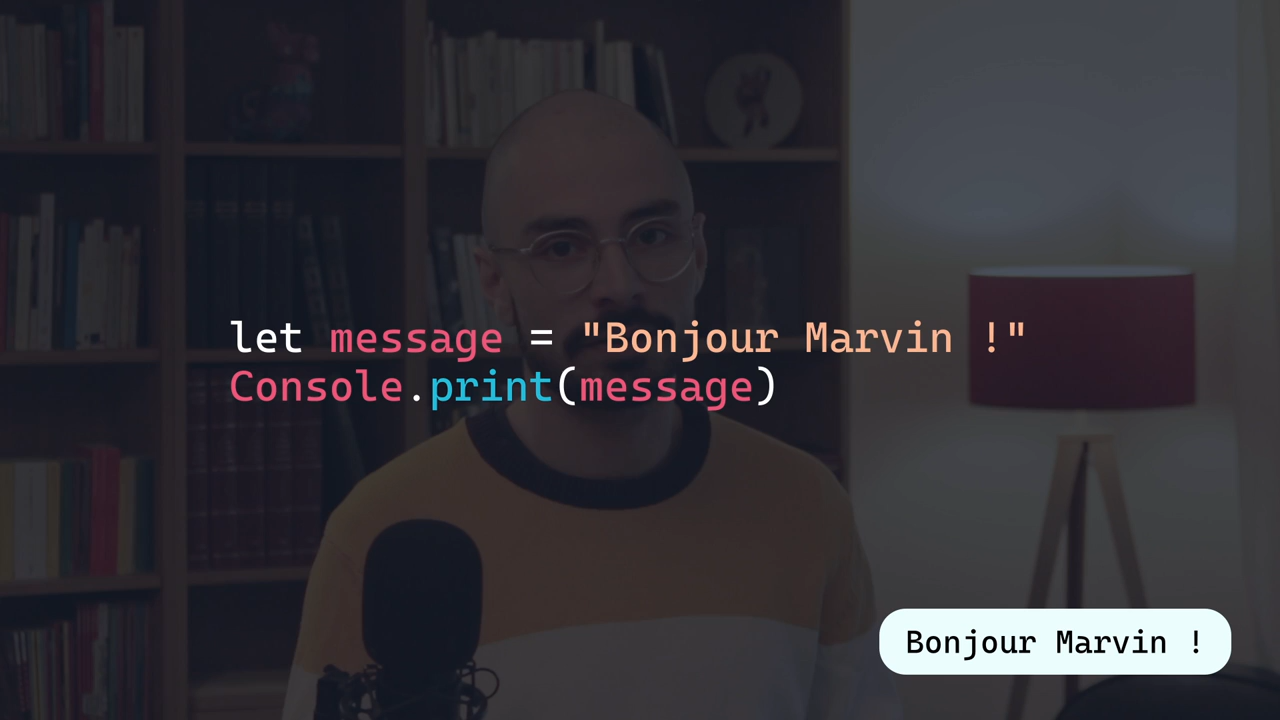 let message = "Bonjour Marvin !"
Console.print(message)
Bonjour Marvin !